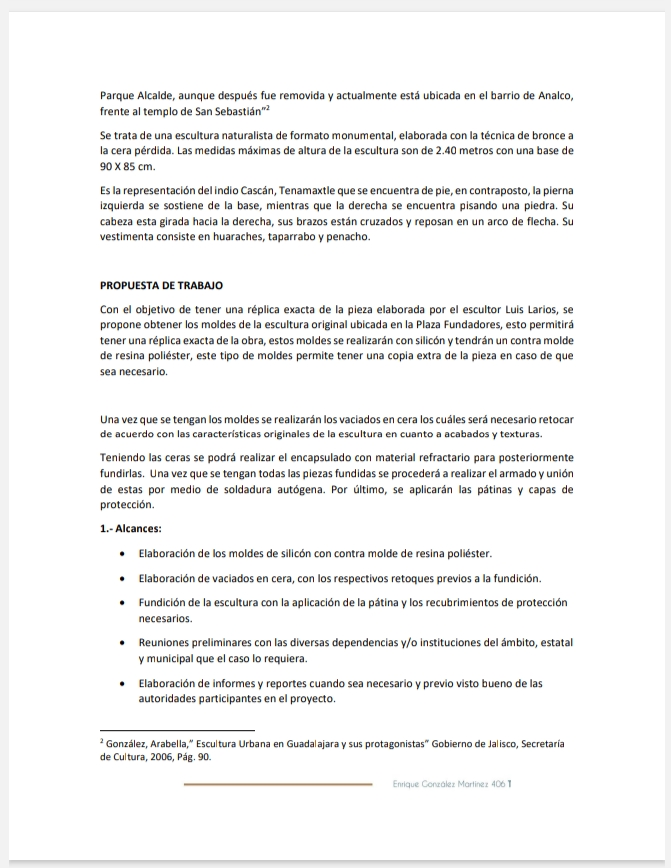 Parque Alcalde, aunque después fue removida y actualmente está ubicada en el barrio de Analco,
frente al templo de San Sebastián”²
Se trata de una escultura naturalista de formato monumental, elaborada con la técnica de bronce a
la cera pérdida. Las medidas máximas de altura de la escultura son de 2.40 metros con una base de
90 X 85 cm.
Es la representación del indio Cascán, Tenamaxtle que se encuentra de pie, en contraposto, la pierna
izquierda se sostiene de la base, mientras que la derecha se encuentra pisando una piedra. Su
cabeza esta girada hacia la derecha, sus brazos están cruzados y reposan en un arco de flecha. Su
vestimenta consiste en huaraches, taparrabo y penacho.
PROPUESTA DE TRABAJO
Con el objetivo de tener una réplica exacta de la pieza elaborada por el escultor Luis Larios, se
propone obtener los moldes de la escultura original ubicada en la Plaza Fundadores, esto permitirá
tener una réplica exacta de la obra, estos moldes se realizarán con silicón y tendrán un contra molde
de resina poliéster, este tipo de moldes permite tener una copia extra de la pieza en caso de que
sea necesario.
Una vez que se tengan los moldes se realizarán los vaciados en cera los cuáles será necesario retocar
de acuerdo con las características originales de la escultura en cuanto a acabados y texturas.
Teniendo las ceras se podrá realizar el encapsulado con material refractario para posteriormente
fundirlas. Una vez que se tengan todas las piezas fundidas se procederá a realizar el armado y unión
de estas por medio de soldadura autógena. Por último, se aplicarán las pátinas y capas de
protección.
1.- Alcances:
• Elaboración de los moldes de silicón con contra molde de resina poliéster.
• Elaboración de vaciados en cera, con los respectivos retoques previos a la fundición.
• Fundición de la escultura con la aplicación de la pátina y los recubrimientos de protección
necesarios.
• Reuniones preliminares con las diversas dependencias y/o instituciones del ámbito, estatal
y municipal que el caso lo requiera.
• Elaboración de informes y reportes cuando sea necesario y previo visto bueno de las
autoridades participantes en el proyecto.
² González, Arabella,” Escultura Urbana en Guadalajara y sus protagonistas” Gobierno de Jalisco, Secretaría
de Cultura, 2006, Pág. 90.
Enrique González Martínez 406 1